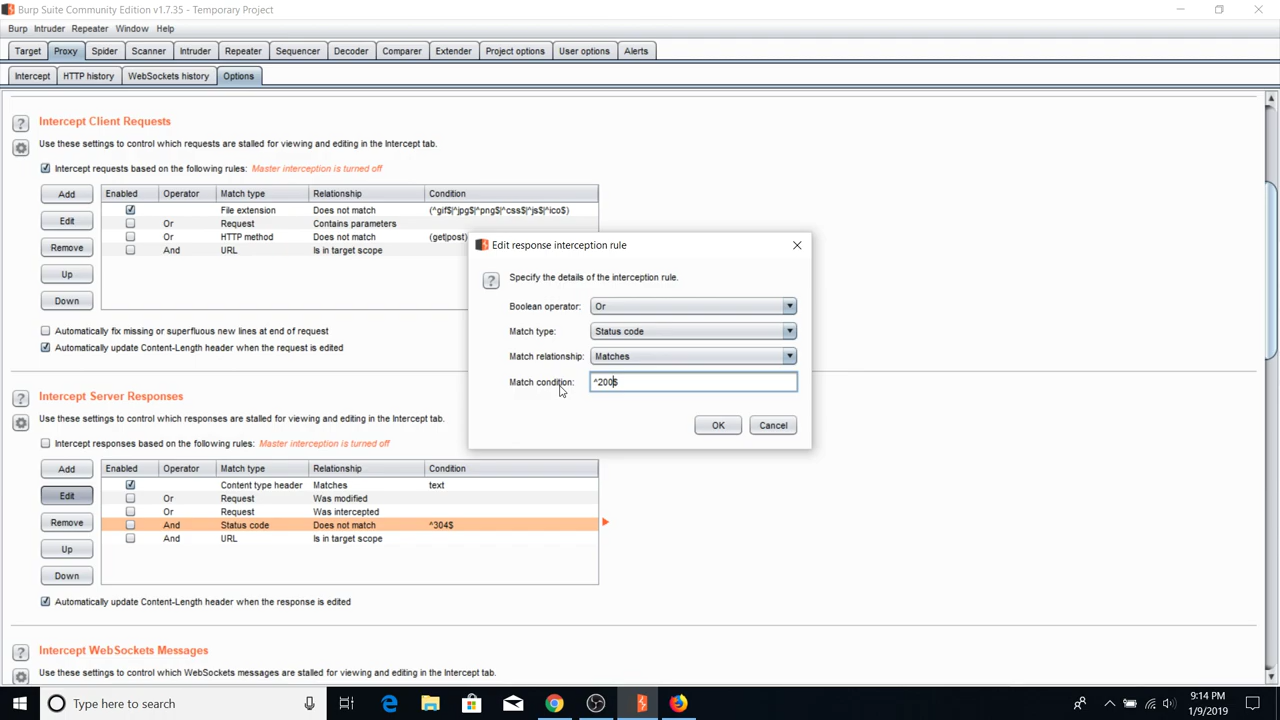 Burp Suite Community Edition v1.7.35 - Temporary Project
Burp Intruder Repeater Window Help
Target Proxy Spider Scanner Intruder Repeater Sequencer Decoder Comparer Extender Project options User options Alerts
Intercept HTTP history WebSockets history Options
? Intercept Client Requests
Use these settings to control which requests are stalled for viewing and editing in the Intercept tab.
Intercept requests based on the following rules: Master interception is turned off
Add
Edit
Remove
Up
Down
Enabled Operator Match type Relationship Condition
File extension Does not match (^gif$|^jpg$|^png$|^css$|^js$|^ico$)
Or Request Contains parameters
Or HTTP method Does not match (get|post)
And URL Is in target scope
Automatically fix missing or superfluous new lines at end of request
Automatically update Content-Length header when the request is edited
Edit response interception rule
? Specify the details of the interception rule.
Boolean operator: Or
Match type: Status code
Match relationship: Matches
Match condition: ^200$
OK Cancel
? Intercept Server Responses
Use these settings to control which responses are stalled for viewing and editing in the Intercept tab.
Intercept responses based on the following rules: Master interception is turned off
Add
Edit
Remove
Up
Down
Enabled Operator Match type Relationship Condition
Content type header Matches text
Or Request Was modified
Or Request Was intercepted
And Status code Does not match ^304$
And URL Is in target scope
Automatically update Content-Length header when the response is edited
? Intercept WebSockets Messages
Use these settings to control which WebSockets messages are stalled for viewing and editing in the Intercept tab.
Type here to search
9:14 PM
1/9/2019